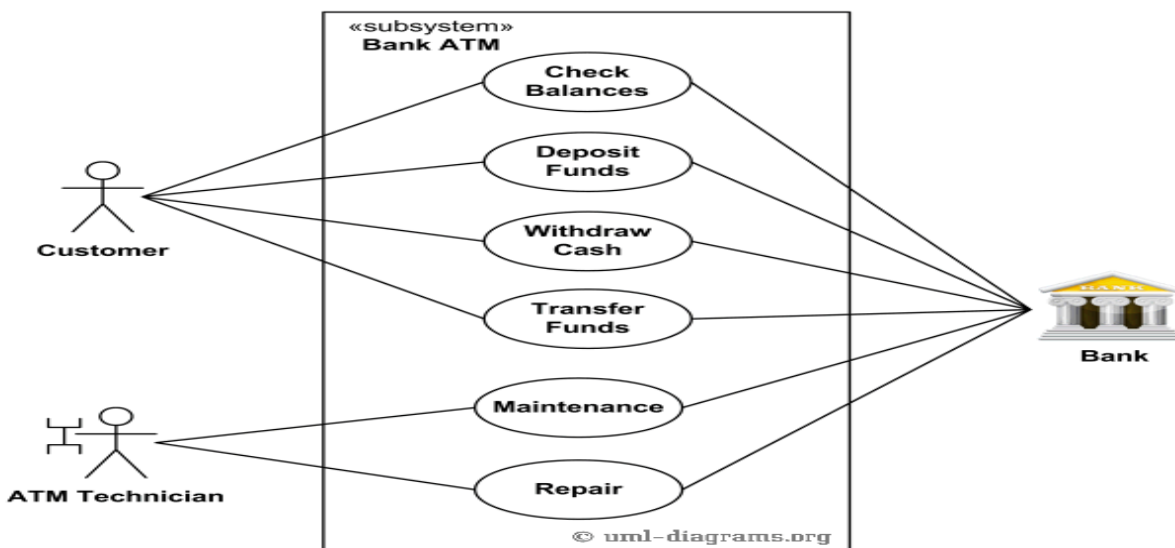 «subsystem»
Bank ATM
Check
Balances
Deposit
Funds
Withdraw
Cash
Customer
Transfer
Funds
BANK
Bank
Maintenance
ATM Technician
Repair
© uml-diagrams.org